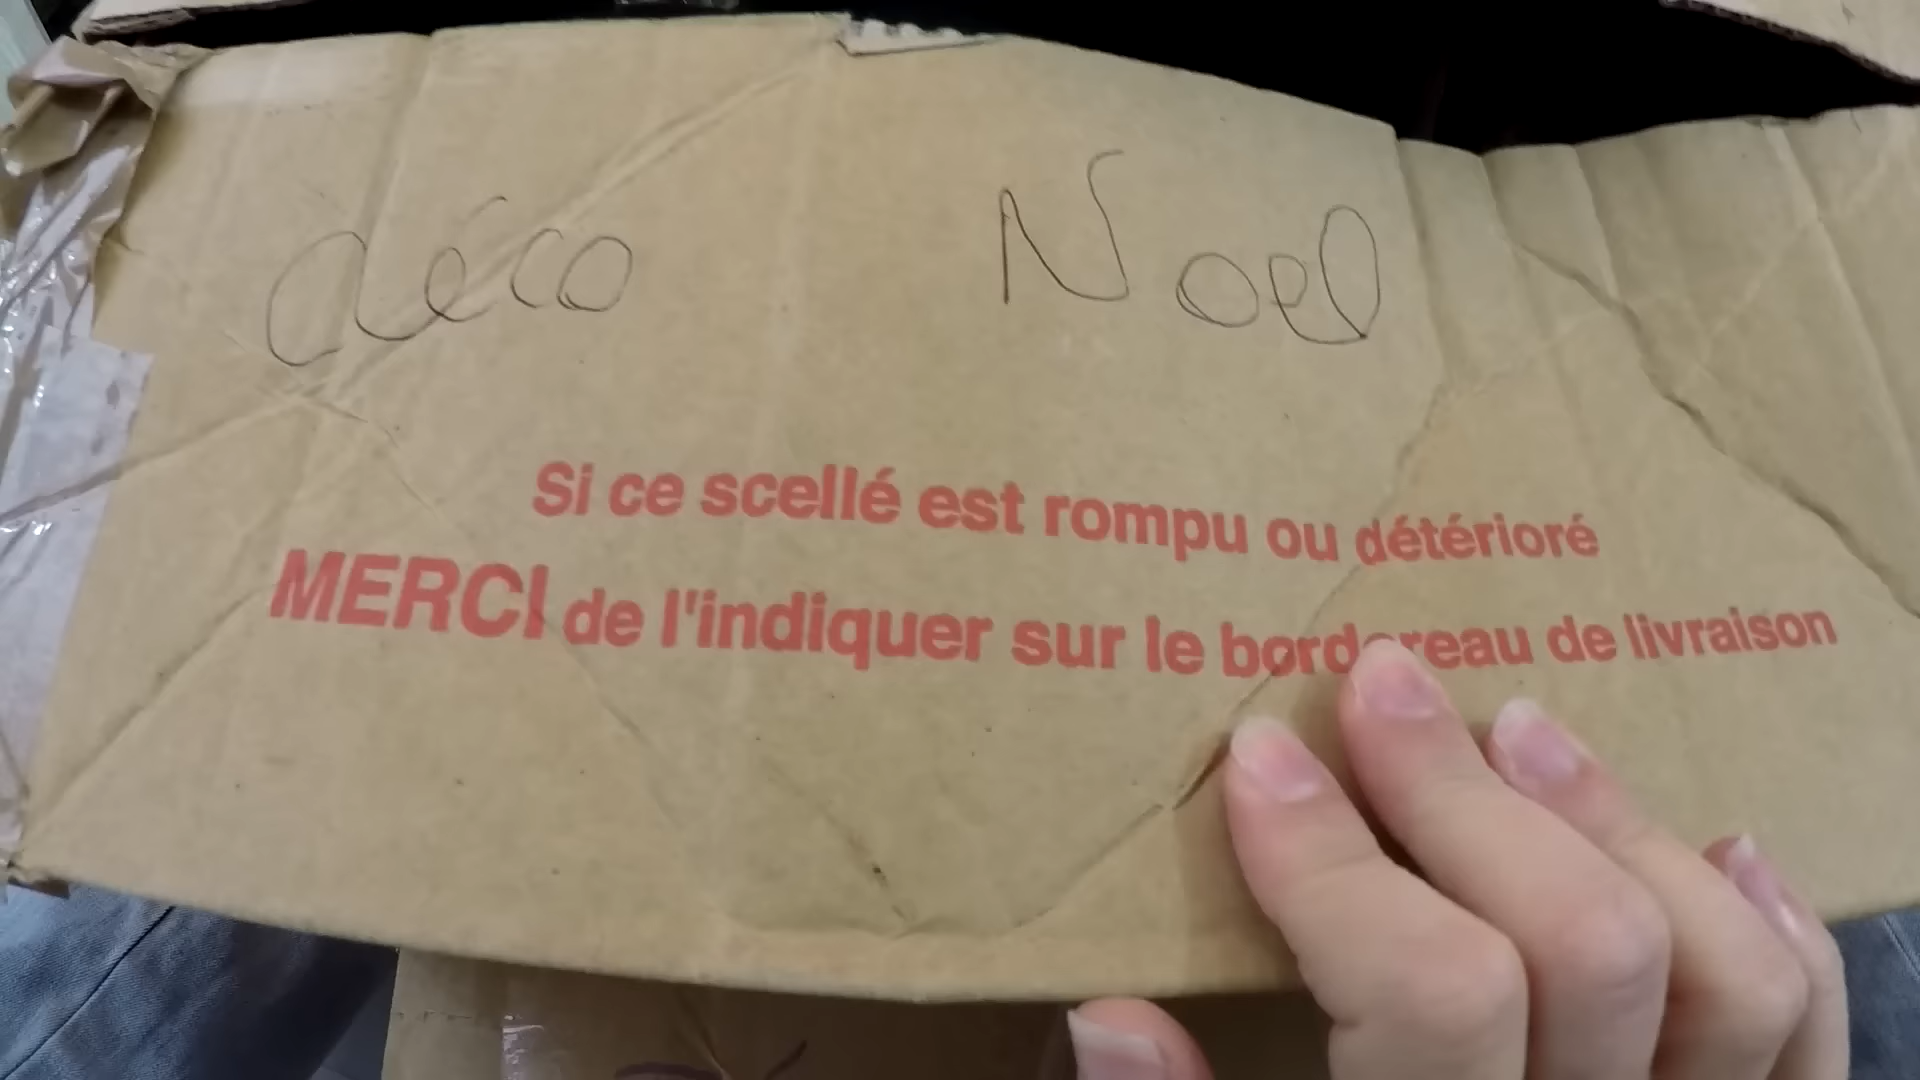 déco Noel
Si ce scellé est rompu ou détérioré
MERCI de l'indiquer sur le bordereau de livraison